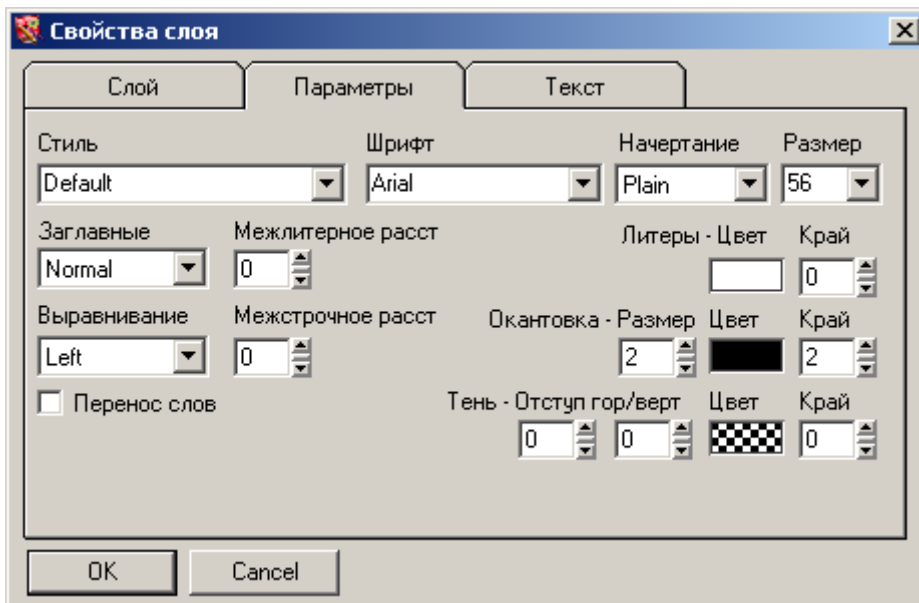 Свойства слоя
Слой Параметры Текст
Стиль Шрифт Начертание Размер
Default Arial Plain 56
Заглавные Межлитерное расст Литеры - Цвет Край
Normal 0 0
Выравнивание Межстрочное расст Окантовка - Размер Цвет Край
Left 0 2 2
Перенос слов Тень - Отступ гор/верт Цвет Край
0 0 0
OK Cancel